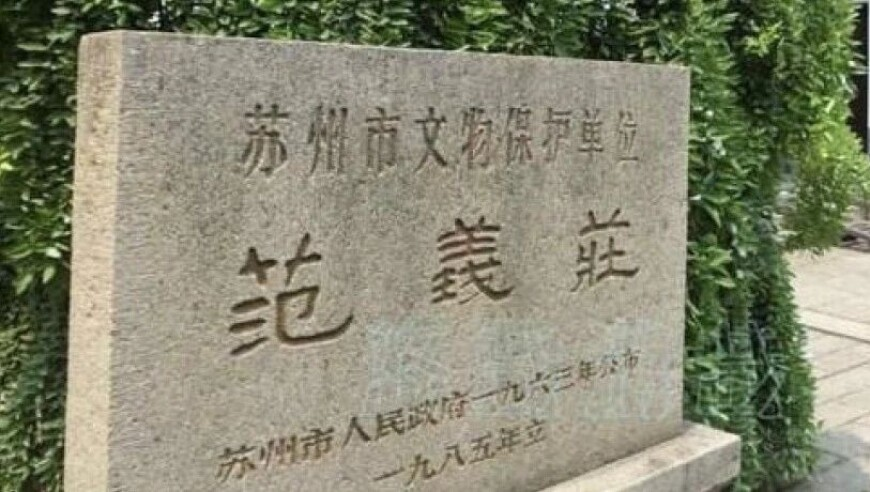 苏州市文物保护单位
范義莊
苏州市人民政府一九六三年公布
一九八五年立